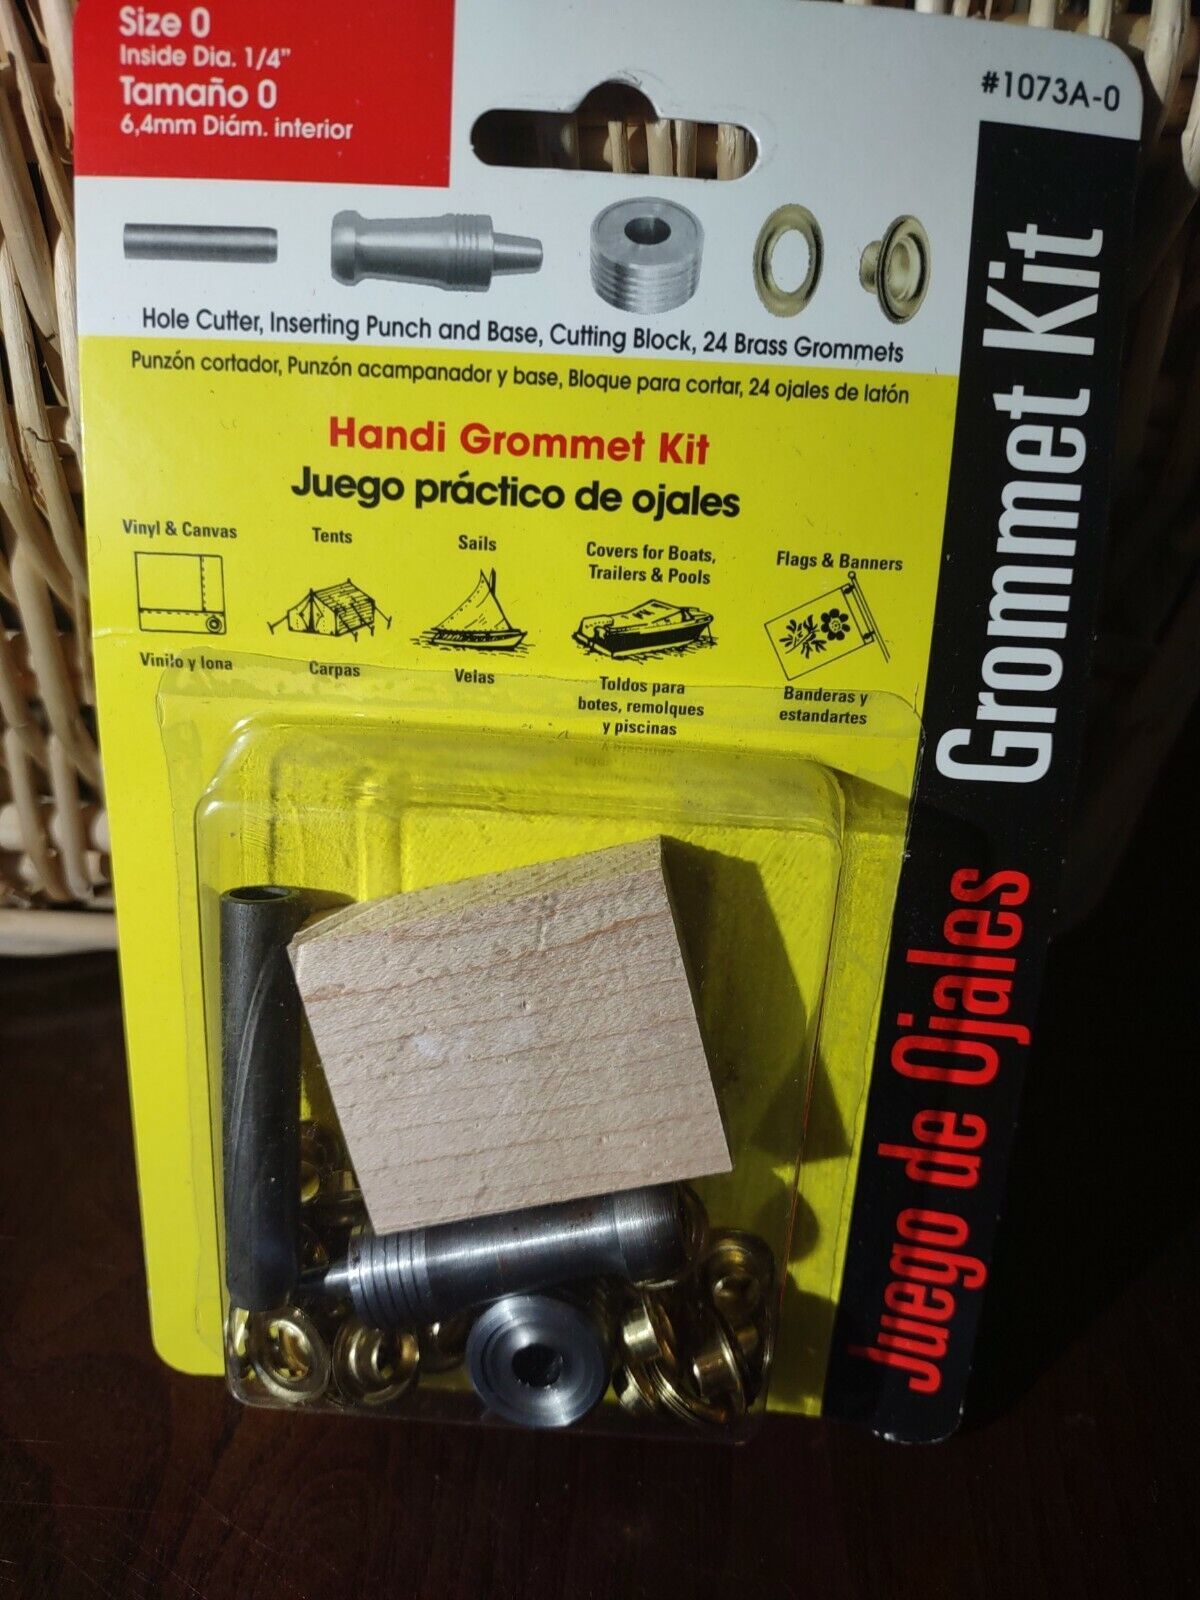 Size 0
Inside Dia. 1/4"
Tamaño 0
6,4mm Diám. interior
#1073A-0
Hole Cutter, Inserting Punch and Base, Cutting Block, 24 Brass Grommets
Punzón cortador, Punzón acampanador y base, Bloque para cortar, 24 ojales de latón
Handi Grommet Kit
Juego práctico de ojales
Vinyl & Canvas
Vinilo y lona
Tents
Carpas
Sails
Velas
Covers for Boats,
Trailers & Pools
Toldos para
botes, remolques
y piscinas
Flags & Banners
Banderas y
estandartes
Grommet Kit
Juego de Ojales